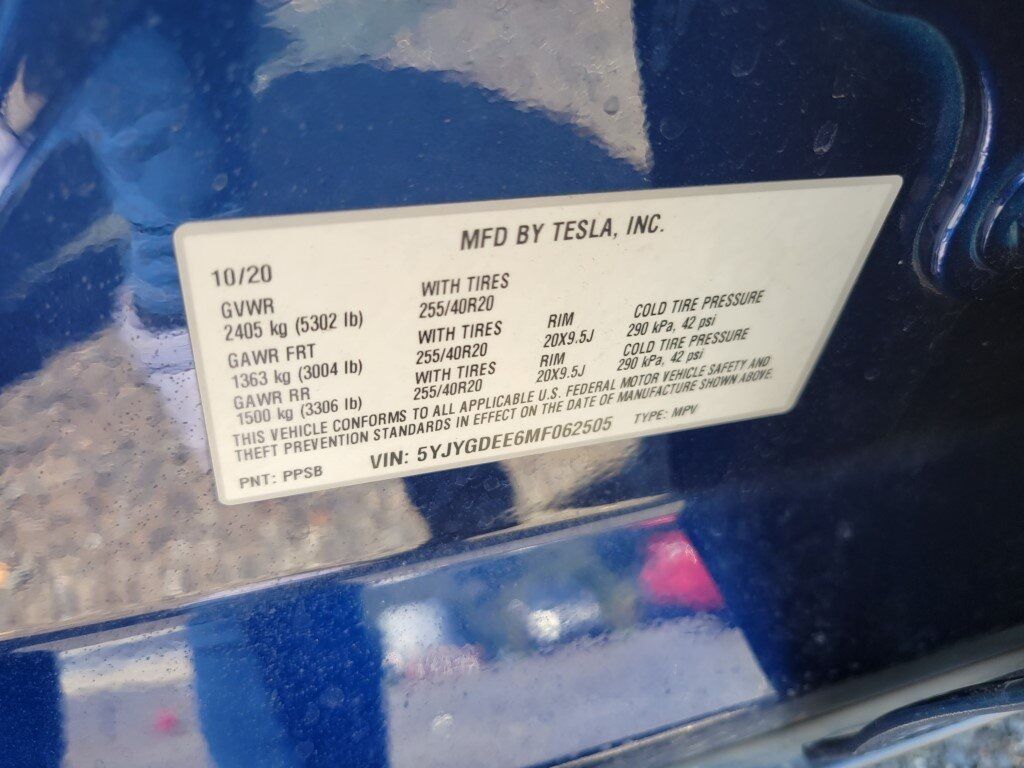 MFD BY TESLA, INC.
10/20
GVWR WITH TIRES
2405 kg (5302 lb) 255/40R20
GAWR FRT WITH TIRES RIM COLD TIRE PRESSURE
1363 kg (3004 lb) 255/40R20 20X9.5J 290 kPa, 42 psi
GAWR RR WITH TIRES RIM COLD TIRE PRESSURE
1500 kg (3306 lb) 255/40R20 20X9.5J 290 kPa, 42 psi
THIS VEHICLE CONFORMS TO ALL APPLICABLE U.S. FEDERAL MOTOR VEHICLE SAFETY AND
THEFT PREVENTION STANDARDS IN EFFECT ON THE DATE OF MANUFACTURE SHOWN ABOVE.
PNT: PPSB VIN: 5YJYGDEE6MF062505 TYPE: MPV